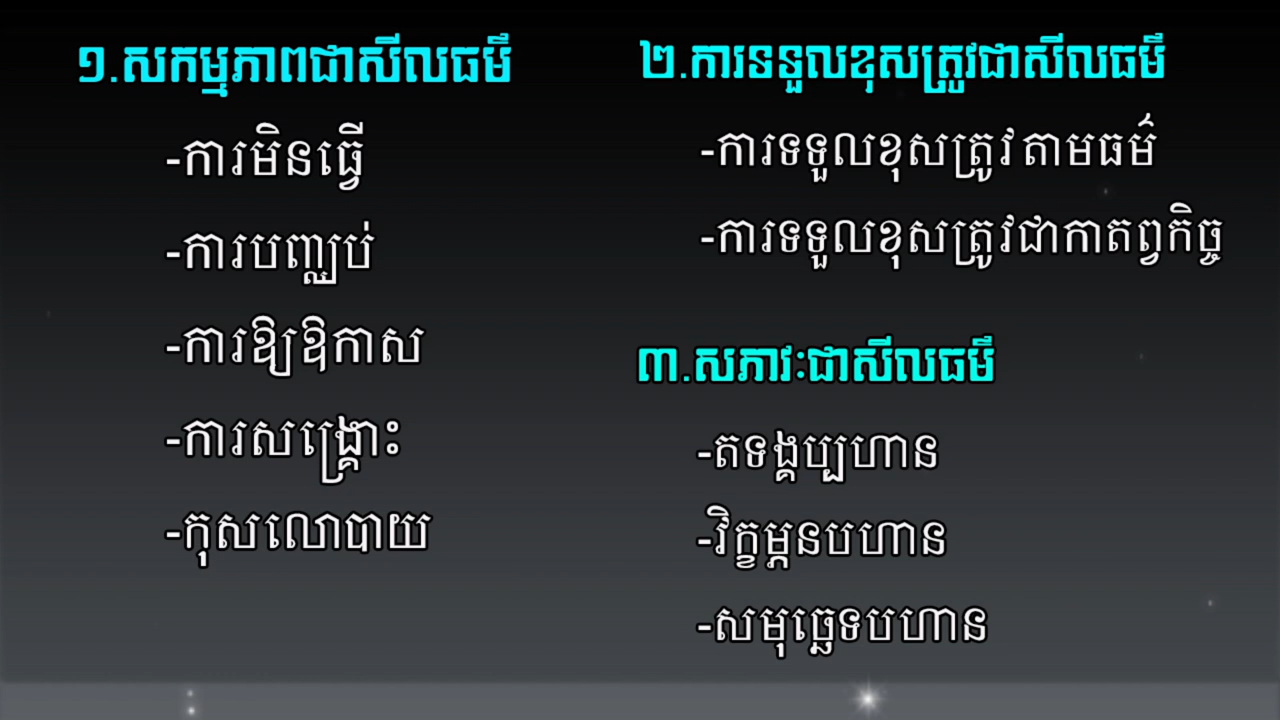 ១.សកម្មភាពជាសីលធម៌
-ការមិនធ្វើ
-ការបញ្ឈប់
-ការឱ្យឱកាស
-ការសង្គ្រោះ
-កុសលោបាយ
២.ការទទួលខុសត្រូវជាសីលធម៌
-ការទទួលខុសត្រូវតាមធម៌
-ការទទួលខុសត្រូវជាកាតព្វកិច្ច
៣.សភាវៈជាសីលធម៌
-តទង្គប្បហាន
-វិក្ខម្ភនបហាន
-សមុច្ឆេទបហាន